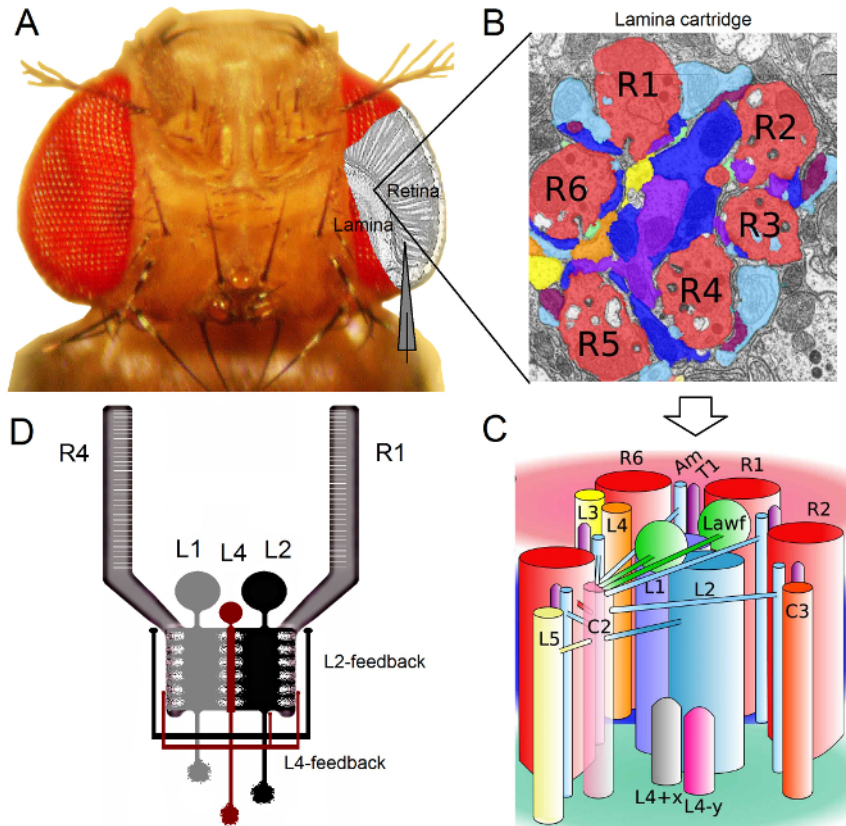 A
Retina
Lamina
B
Lamina cartridge
R1
R2
R6
R3
R4
R5
C
R6
Am
T1
R1
R2
L3
L4
Lawf
L1
L2
L5
C2
C3
L4+x
L4-y
D
R4
R1
L1
L4
L2
L2-feedback
L4-feedback